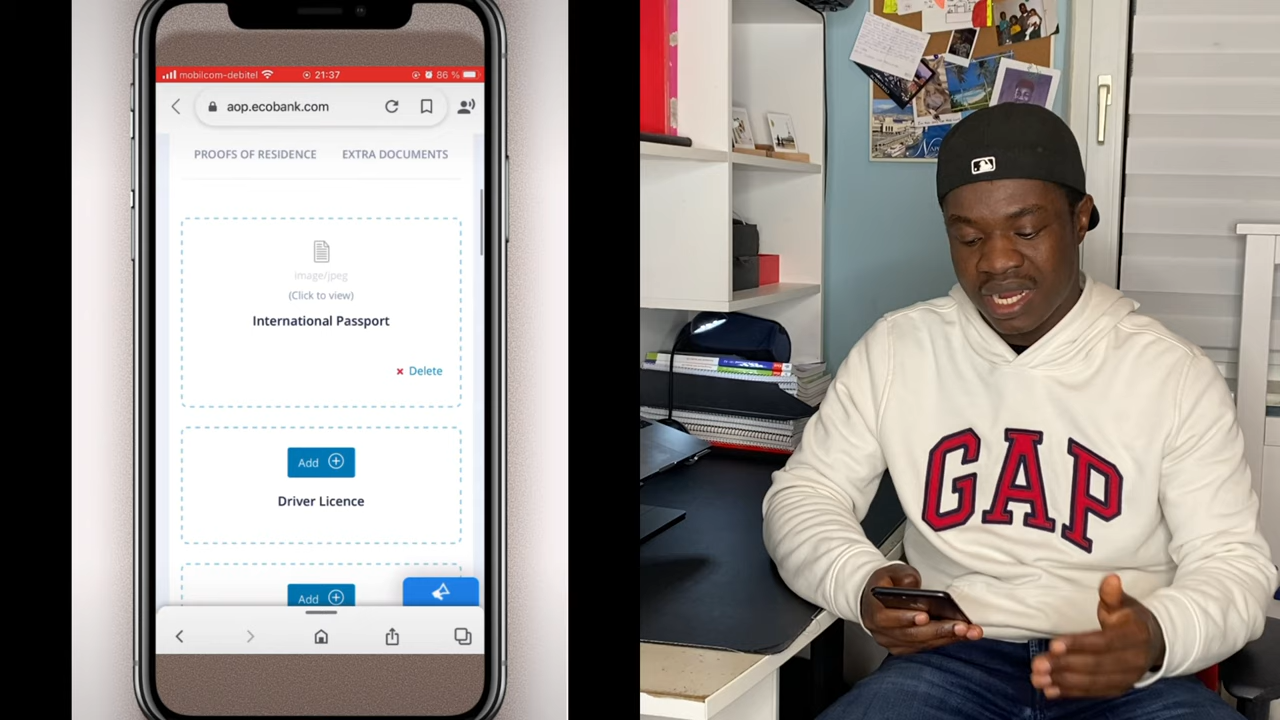 mobilcom-debitel
21:37
86 %
aop.ecobank.com
PROOFS OF RESIDENCE
EXTRA DOCUMENTS
image/jpeg
(Click to view)
International Passport
× Delete
Add
Driver Licence
Add
GAP